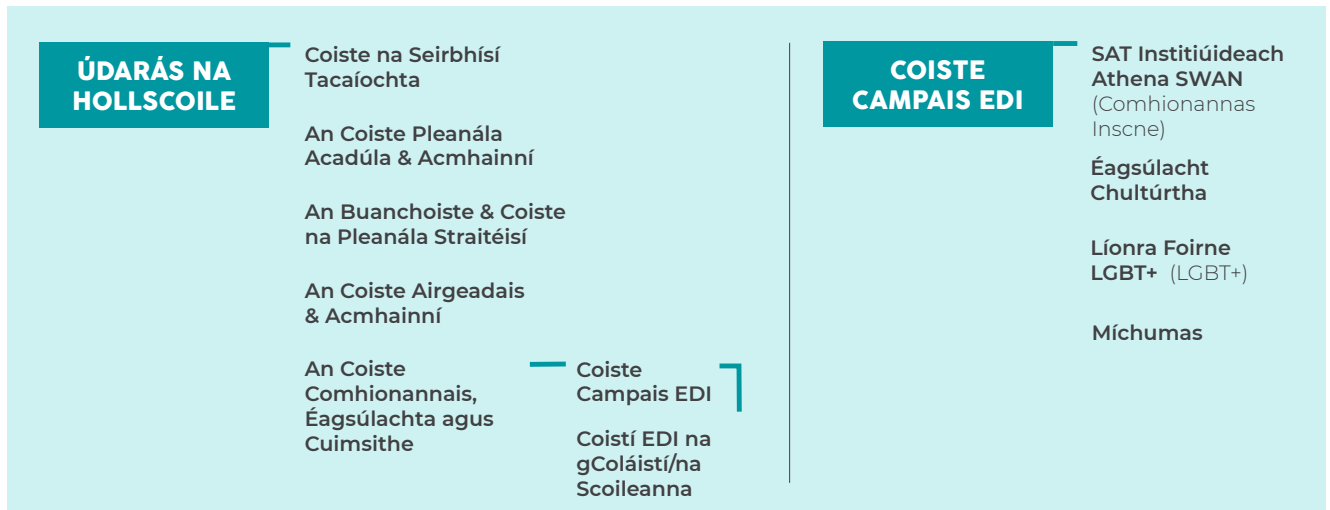 ÚDARÁS NA
HOLLSCOILE
Coiste na Seirbhísí
Tacaíochta
An Coiste Pleanála
Acadúla & Acmhainní
An Buanchoiste & Coiste
na Pleanála Straitéisí
An Coiste Airgeadais
& Acmhainní
An Coiste
Comhionannais,
Éagsúlachta agus
Cuimsithe
Coiste
Campais EDI
Coistí EDI na
gColáistí/na
Scoileanna
COISTE
CAMPAIS EDI
SAT Institiúideach
Athena SWAN
(Comhionannas
Inscne)
Éagsúlacht
Chultúrtha
Líonra Foirne
LGBT+ (LGBT+)
Míchumas